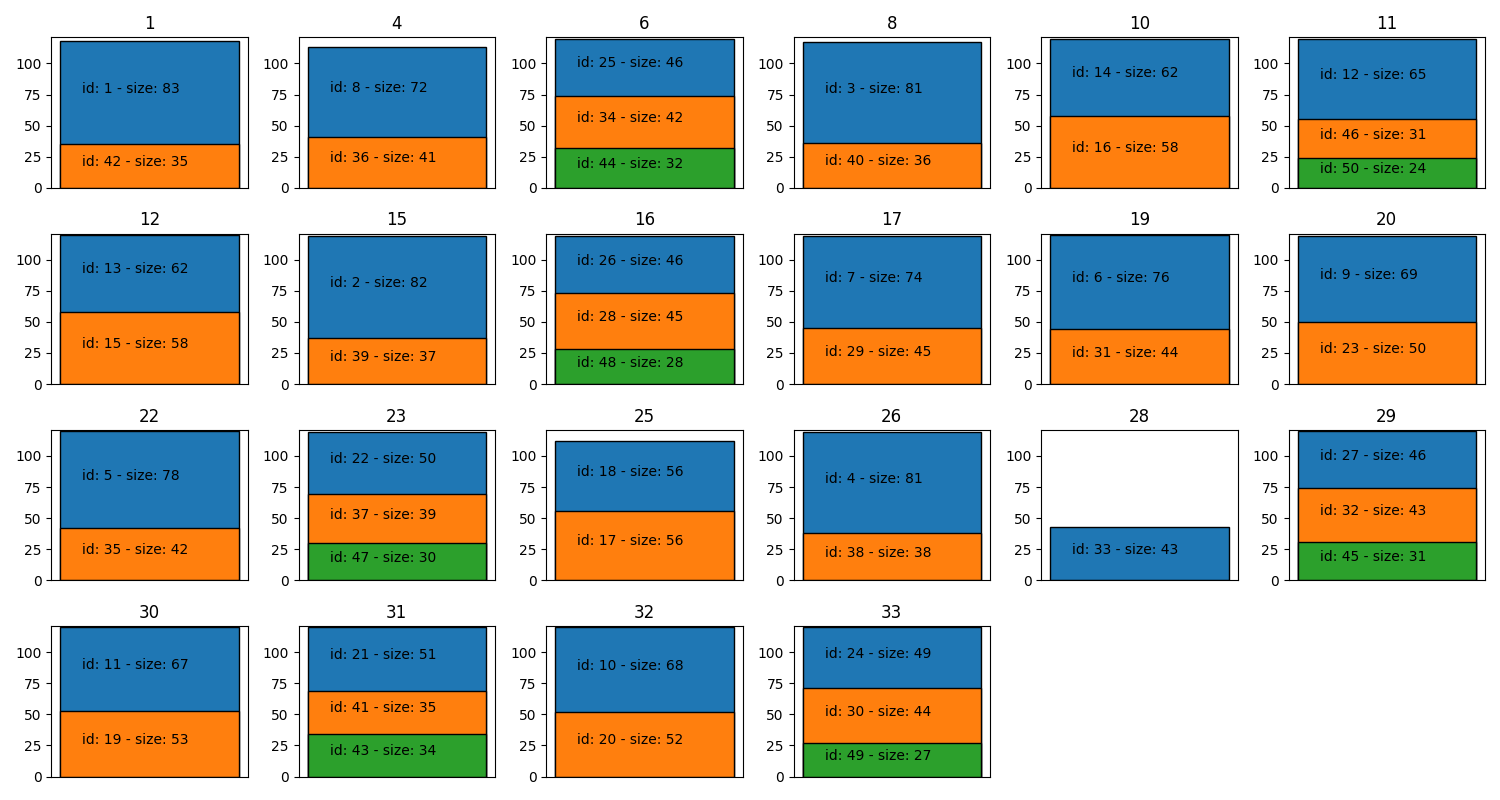 1
4
6
8
10
11
100
75
50
25
0
id: 1 - size: 83
id: 42 - size: 35
100
75
50
25
0
id: 8 - size: 72
id: 36 - size: 41
100
75
50
25
0
id: 25 - size: 46
id: 34 - size: 42
id: 44 - size: 32
100
75
50
25
0
id: 3 - size: 81
id: 40 - size: 36
100
75
50
25
0
id: 14 - size: 62
id: 16 - size: 58
100
75
50
25
0
id: 12 - size: 65
id: 46 - size: 31
id: 50 - size: 24
12
15
16
17
19
20
100
75
50
25
0
id: 13 - size: 62
id: 15 - size: 58
100
75
50
25
0
id: 2 - size: 82
id: 39 - size: 37
100
75
50
25
0
id: 26 - size: 46
id: 28 - size: 45
id: 48 - size: 28
100
75
50
25
0
id: 7 - size: 74
id: 29 - size: 45
100
75
50
25
0
id: 6 - size: 76
id: 31 - size: 44
100
75
50
25
0
id: 9 - size: 69
id: 23 - size: 50
22
23
25
26
28
29
100
75
50
25
0
id: 5 - size: 78
id: 35 - size: 42
100
75
50
25
0
id: 22 - size: 50
id: 37 - size: 39
id: 47 - size: 30
100
75
50
25
0
id: 18 - size: 56
id: 17 - size: 56
100
75
50
25
0
id: 4 - size: 81
id: 38 - size: 38
100
75
50
25
0
id: 33 - size: 43
100
75
50
25
0
id: 27 - size: 46
id: 32 - size: 43
id: 45 - size: 31
30
31
32
33
100
75
50
25
0
id: 11 - size: 67
id: 19 - size: 53
100
75
50
25
0
id: 21 - size: 51
id: 41 - size: 35
id: 43 - size: 34
100
75
50
25
0
id: 10 - size: 68
id: 20 - size: 52
100
75
50
25
0
id: 24 - size: 49
id: 30 - size: 44
id: 49 - size: 27